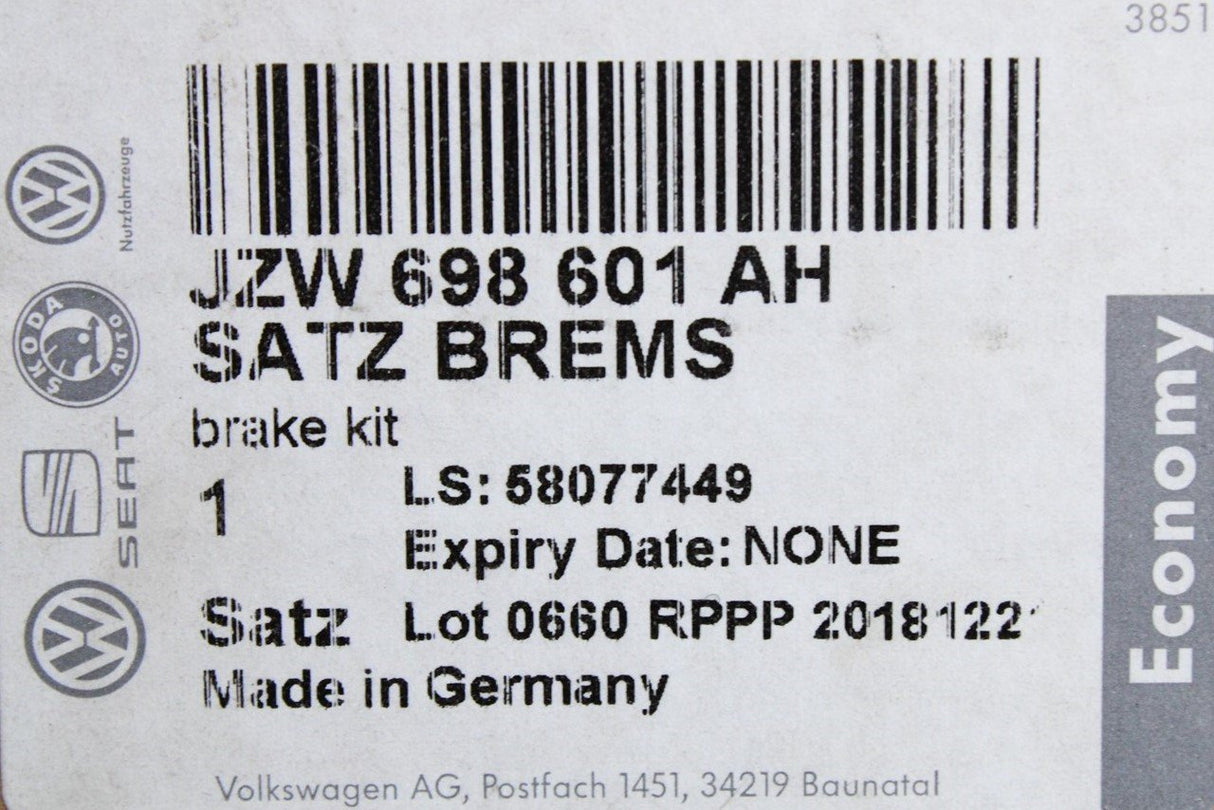 3851
JZW 698 601 AH
SATZ BREMS
brake kit
1
LS: 58077449
Expiry Date: NONE
Satz
Lot 0660 RPPP 20181221
Made in Germany
Volkswagen AG, Postfach 1451, 34219 Baunatal
Nutzfahrzeuge
SKODA
AUTO
SEAT
Economy